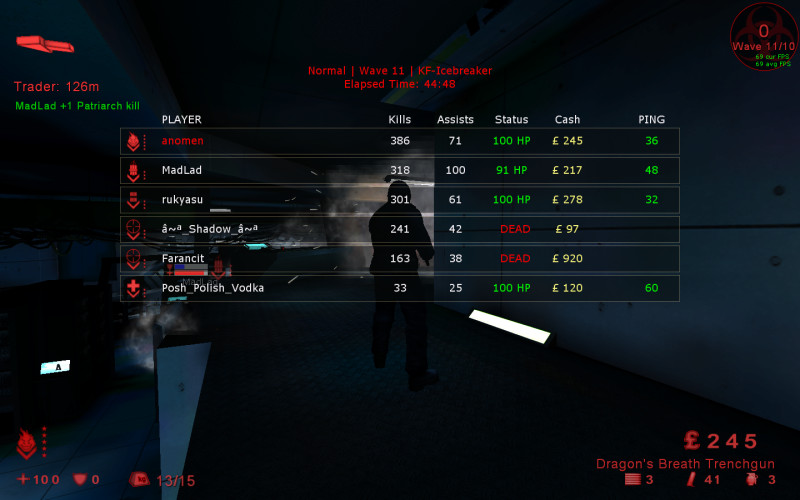 0
Wave 11/10
69 cur FPS
69 avg FPS
Trader: 126m
MadLad +1 Patriarch kill
Normal | Wave 11 | KF-Icebreaker
Elapsed Time: 44:48
PLAYER Kills Assists Status Cash PING
anomen 386 71 100 HP £ 245 36
MadLad 318 100 91 HP £ 217 48
rukyasu 301 61 100 HP £ 278 32
â~ª_Shadow_â~ª 241 42 DEAD £ 97
Farancit 163 38 DEAD £ 920
MadLad
Posh_Polish_Vodka 33 25 100 HP £ 120 60
A
£ 245
Dragon's Breath Trenchgun
+100 0 13/15 3 41 3